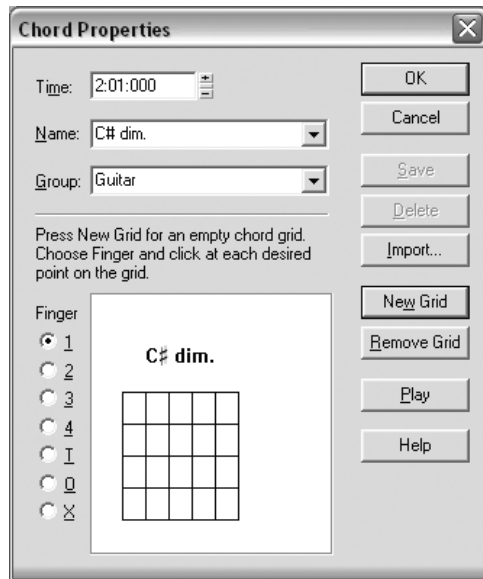 Chord Properties
Time: 2:01:000
OK
Name: C# dim.
Cancel
Group: Guitar
Save
Delete
Press New Grid for an empty chord grid.
Choose Finger and click at each desired
point on the grid.
Import...
Finger
New Grid
1
C♯ dim.
Remove Grid
2
3
Play
4
T
Help
O
X